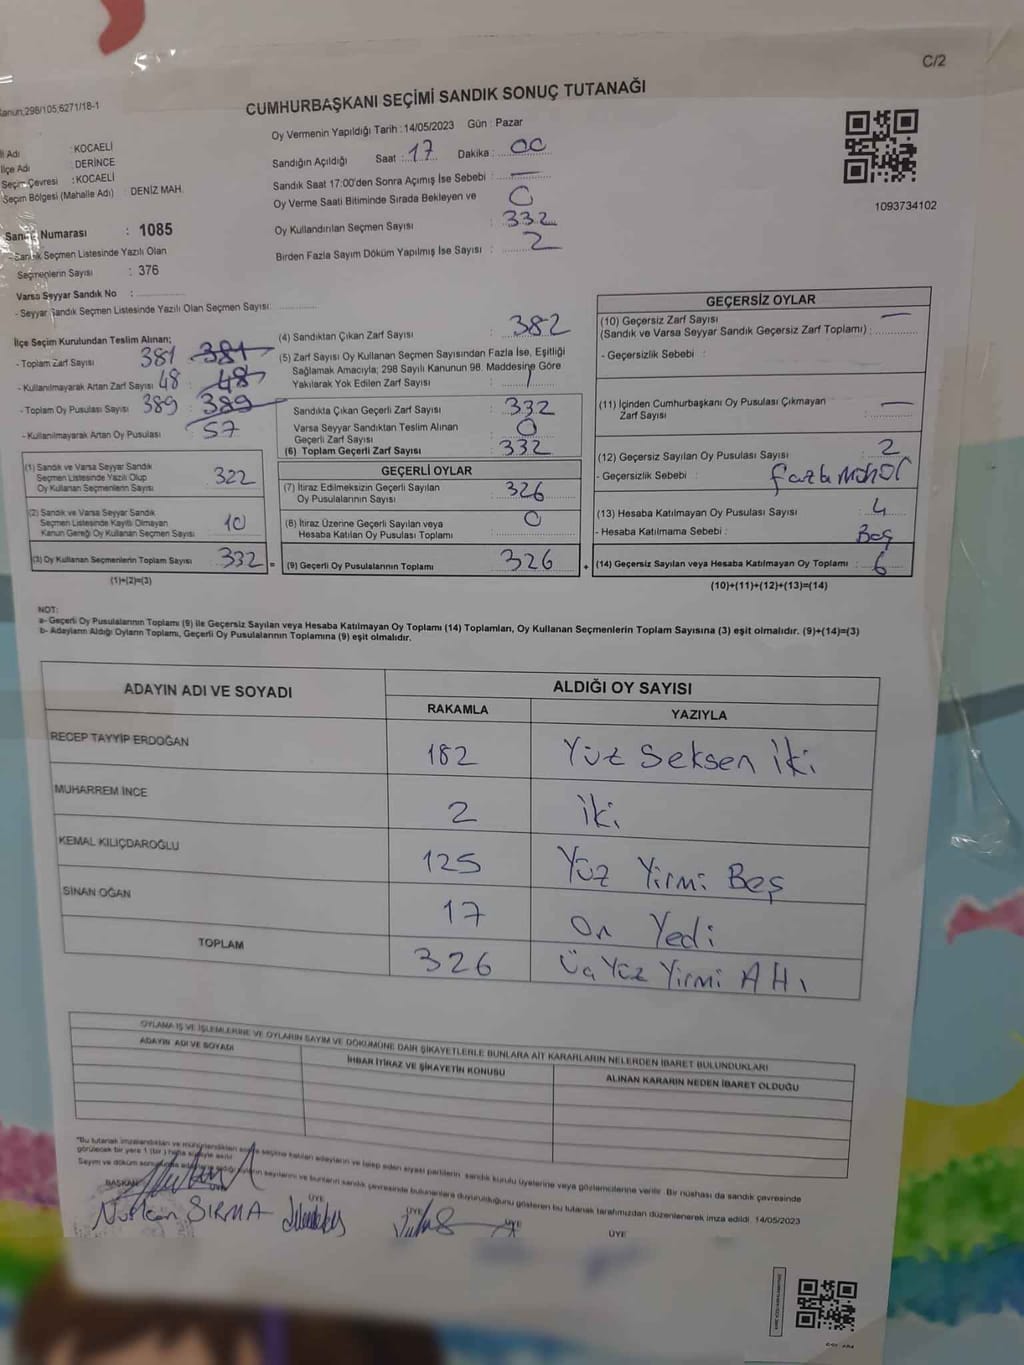 C/2
Kanun;298/105;6271/18-1
CUMHURBAŞKANI SEÇİMİ SANDIK SONUÇ TUTANAĞI
Oy Vermenin Yapıldığı Tarih :14/05/2023 Gün : Pazar
İl Adı : KOCAELİ
İlçe Adı : DERİNCE
Seçim Çevresi : KOCAELİ
Seçim Bölgesi (Mahalle Adı) : DENİZ MAH.
Sandığın Açıldığı Saat : 17 Dakika : 00
Sandık Saat 17:00'den Sonra Açımış İse Sebebi : —
Oy Verme Saati Bitiminde Sırada Bekleyen ve 0
Oy Kullandırılan Seçmen Sayısı : 332
Birden Fazla Sayım Döküm Yapılmış İse Sayısı : 2
1093734102
Sandık Numarası : 1085
- Sandık Seçmen Listesinde Yazılı Olan
Seçmenlerin Sayısı : 376
Varsa Seyyar Sandık No :
- Seyyar Sandık Seçmen Listesinde Yazılı Olan Seçmen Sayısı:
İlçe Seçim Kurulundan Teslim Alınan;
- Toplam Zarf Sayısı 381 381
- Kullanılmayarak Artan Zarf Sayısı 48 48
- Toplam Oy Pusulası Sayısı 389 389
- Kullanılmayarak Artan Oy Pusulası 57
(4) Sandıktan Çıkan Zarf Sayısı : 382
(5) Zarf Sayısı Oy Kullanan Seçmen Sayısından Fazla İse, Eşitliği
Sağlamak Amacıyla; 298 Sayılı Kanunun 98. Maddesine Göre
Yakılarak Yok Edilen Zarf Sayısı :
Sandıkta Çıkan Geçerli Zarf Sayısı : 332
Varsa Seyyar Sandıktan Teslim Alınan
Geçerli Zarf Sayısı : 0
(6) Toplam Geçerli Zarf Sayısı : 332
GEÇERSİZ OYLAR
(10) Geçersiz Zarf Sayısı —
(Sandık ve Varsa Seyyar Sandık Geçersiz Zarf Toplamı) :
- Geçersizlik Sebebi :
(11) İçinden Cumhurbaşkanı Oy Pusulası Çıkmayan —
Zarf Sayısı :
(12) Geçersiz Sayılan Oy Pusulası Sayısı : 2
- Geçersizlik Sebebi :
(13) Hesaba Katılmayan Oy Pusulası Sayısı : 4
- Hesaba Katılmama Sebebi : Boş
(14) Geçersiz Sayılan veya Hesaba Katılmayan Oy Toplamı : 6
(10)+(11)+(12)+(13)=(14)
(1) Sandık ve Varsa Seyyar Sandık
Seçmen Listesinde Yazılı Olup
Oy Kullanan Seçmenlerin Sayısı 322
(2) Sandık ve Varsa Seyyar Sandık
Seçmen Listesinde Kayıtlı Olmayan
Kanun Gereği Oy Kullanan Seçmen Sayısı 10
(3) Oy Kullanan Seçmenlerin Toplam Sayısı 332 =
(1)+(2)=(3)
GEÇERLİ OYLAR
(7) İtiraz Edilmeksizin Geçerli Sayılan
Oy Pusulalarının Sayısı : 326
(8) İtiraz Üzerine Geçerli Sayılan veya
Hesaba Katılan Oy Pusulası Toplamı : 0
(9) Geçerli Oy Pusulalarının Toplamı : 326 +
NOT:
a- Geçerli Oy Pusulalarının Toplamı (9) ile Geçersiz Sayılan veya Hesaba Katılmayan Oy Toplamı (14) Toplamları, Oy Kullanan Seçmenlerin Toplam Sayısına (3) eşit olmalıdır. (9)+(14)=(3)
b- Adayların Aldığı Oyların Toplamı, Geçerli Oy Pusulalarının Toplamına (9) eşit olmalıdır.
ADAYIN ADI VE SOYADI ALDIĞI OY SAYISI
RAKAMLA YAZIYLA
RECEP TAYYİP ERDOĞAN 182 Yüz Seksen İki
MUHARREM İNCE 2 İki
KEMAL KILIÇDAROĞLU 125 Yüz Yirmi Beş
SİNAN OĞAN 17 On Yedi
TOPLAM 326 Üç Yüz Yirmi Altı
OYLAMA İŞ VE İŞLEMLERİNE VE OYLARIN SAYIM VE DÖKÜMÜNE DAİR ŞİKAYETLERLE BUNLARA AİT KARARLARIN NELERDEN İBARET BULUNDUKLARI
ADAYIN ADI VE SOYADI İHBAR İTİRAZ VE ŞİKAYETİN KONUSU ALINAN KARARIN NEDEN İBARET OLDUĞU
*Bu tutanak imzalandıktan ve mühürlendikten sonra seçime katılan adayların ve talep eden siyasi partilerin sandık kurulu üyelerine veya gözlemcilerine verilir. Bir nüshası da sandık çevresinde
görülecek bir yere 1 (bir) hafta süreyle asılır.
sayılarını ve bunların sandık çevresinde bulunanlara duyurulduğunu gösteren bu tutanak tarafımızdan düzenlenerek imza edildi. 14/05/2023
BAŞKAN ÜYE ÜYE ÜYE ÜYE